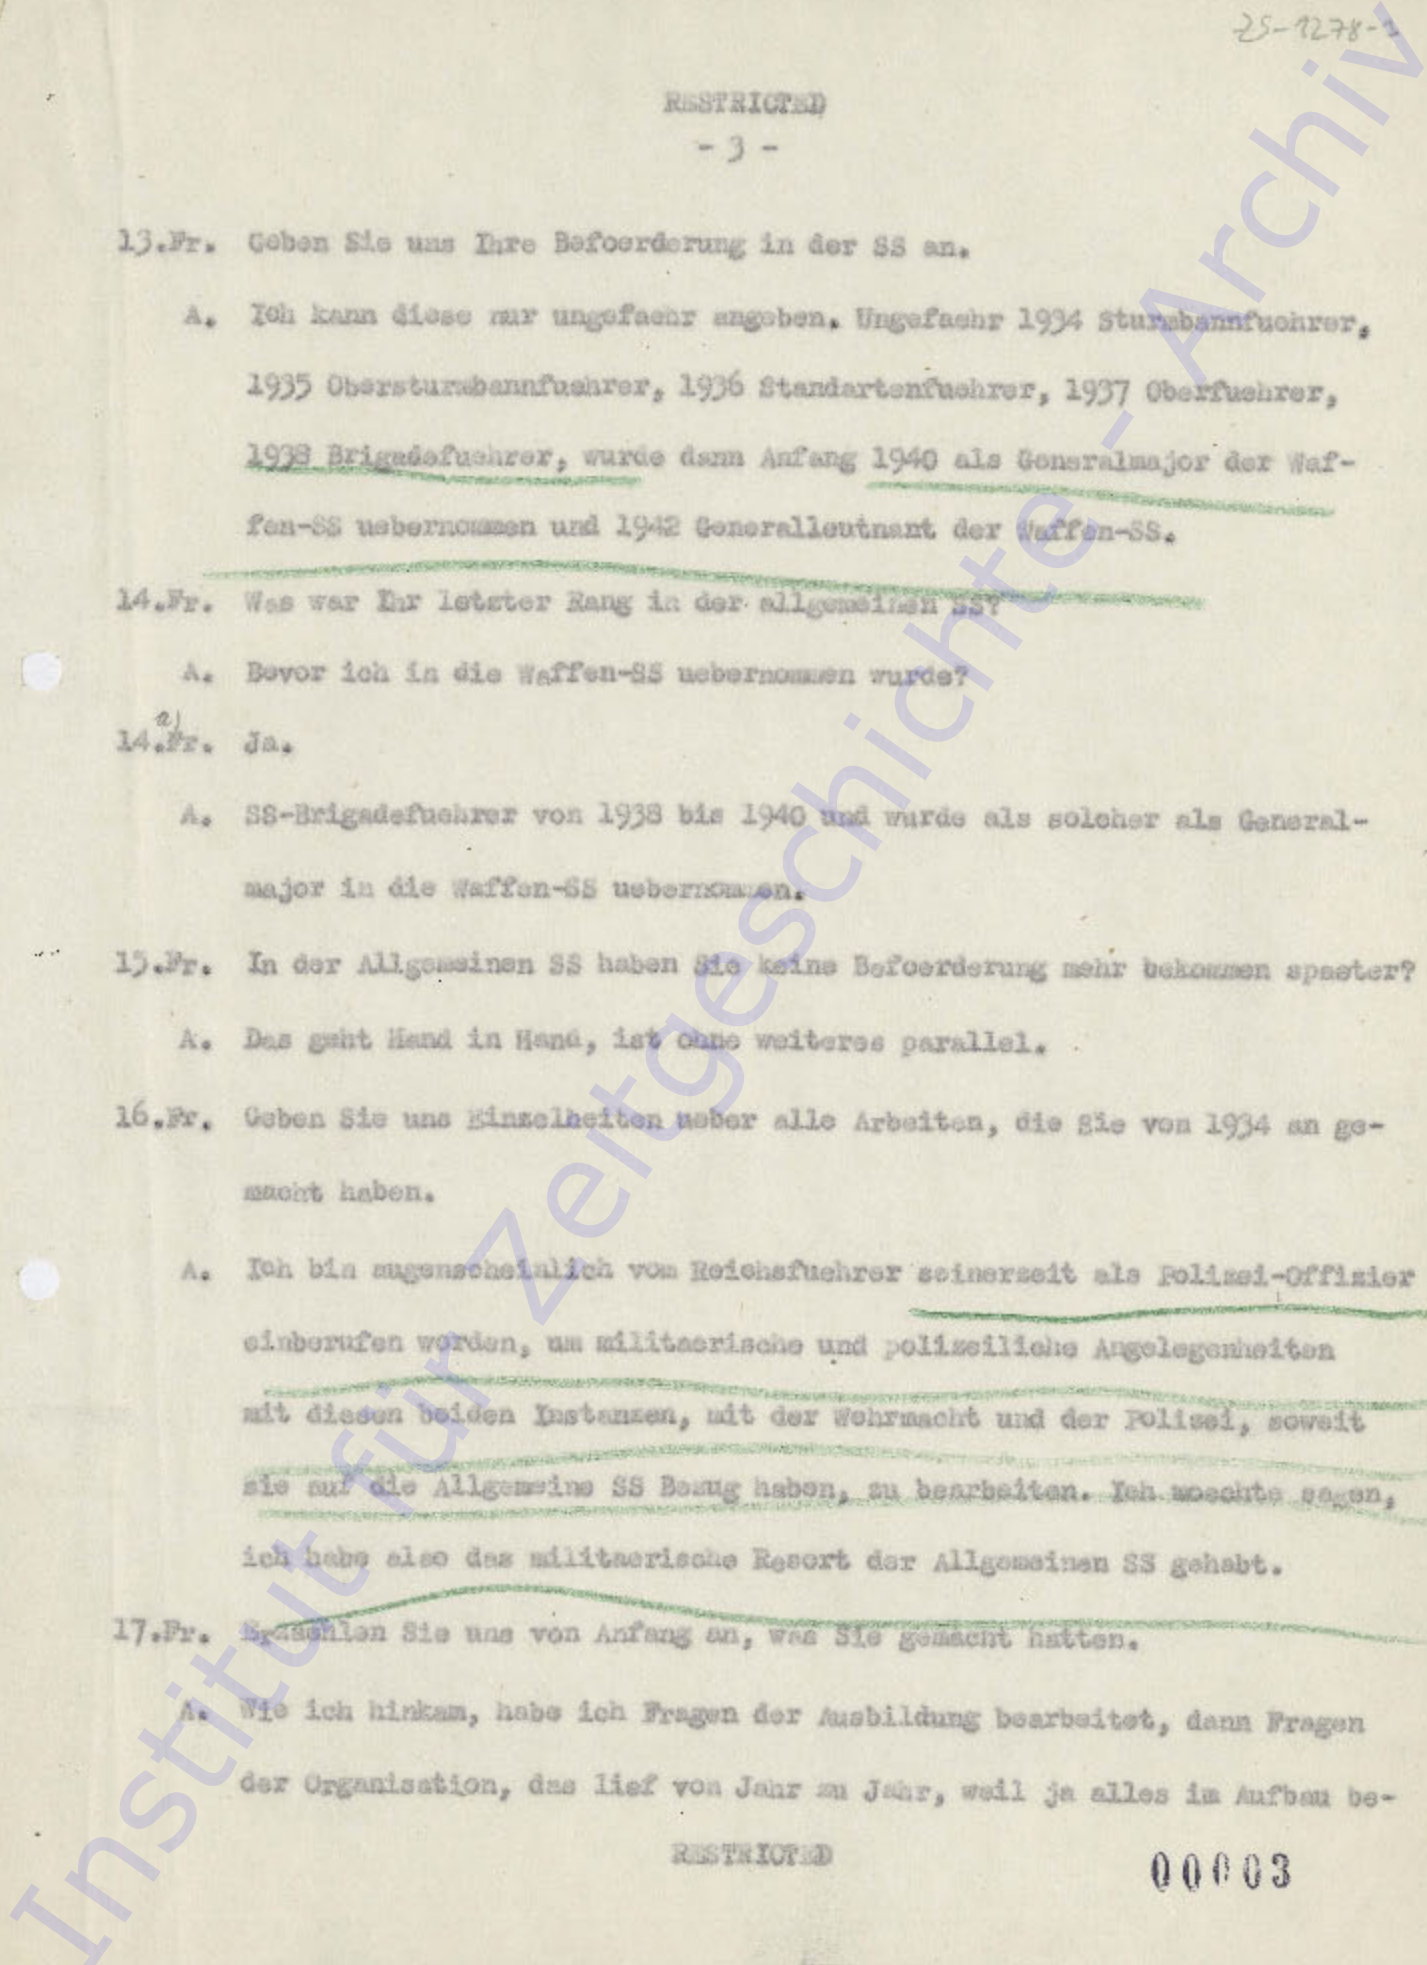 ZS-1278-1
RESTRICTED
- 3 -
13.Fr. Geben Sie uns Ihre Befoerderung in der SS an.
A. Ich kann diese nur ungefaehr angeben. Ungefaehr 1934 Sturmbannfuehrer,
1935 Obersturmbannfuehrer, 1936 Standartenfuehrer, 1937 Oberfuehrer,
1938 Brigadefuehrer, wurde dann Anfang 1940 als Generalmajor der Waf-
fen-SS uebernommen und 1942 Generalleutnant der Waffen-SS.
14.Fr. Was war Ihr letzter Rang in der allgemeinen SS?
A. Bevor ich in die Waffen-SS uebernommen wurde?
a)
14.Fr. Ja.
A. SS-Brigadefuehrer von 1938 bis 1940 und wurde als solcher als General-
major in die Waffen-SS uebernommen.
15.Fr. In der Allgemeinen SS haben Sie keine Befoerderung mehr bekommen spaeter?
A. Das geht Hand in Hand, ist ohne weiteres parallel.
16.Fr. Geben Sie uns Einzelheiten ueber alle Arbeiten, die Sie von 1934 an ge-
macht haben.
A. Ich bin augenscheinlich vom Reichsfuehrer seinerzeit als Polizei-Offizier
einberufen worden, um militaerische und polizeiliche Angelegenheiten
mit diesen beiden Instanzen, mit der Wehrmacht und der Polizei, soweit
sie auf die Allgemeine SS Bezug haben, zu bearbeiten. Ich moechte sagen,
ich habe also das militaerische Resort der Allgemeinen SS gehabt.
17.Fr. Erzaehlen Sie uns von Anfang an, was Sie gemacht hatten.
A. Wie ich hinkam, habe ich Fragen der Ausbildung bearbeitet, dann Fragen
der Organisation, das lief von Jahr zu Jahr, weil ja alles im Aufbau be-
RESTRICTED
00003
Institut für Zeitgeschichte - Archiv